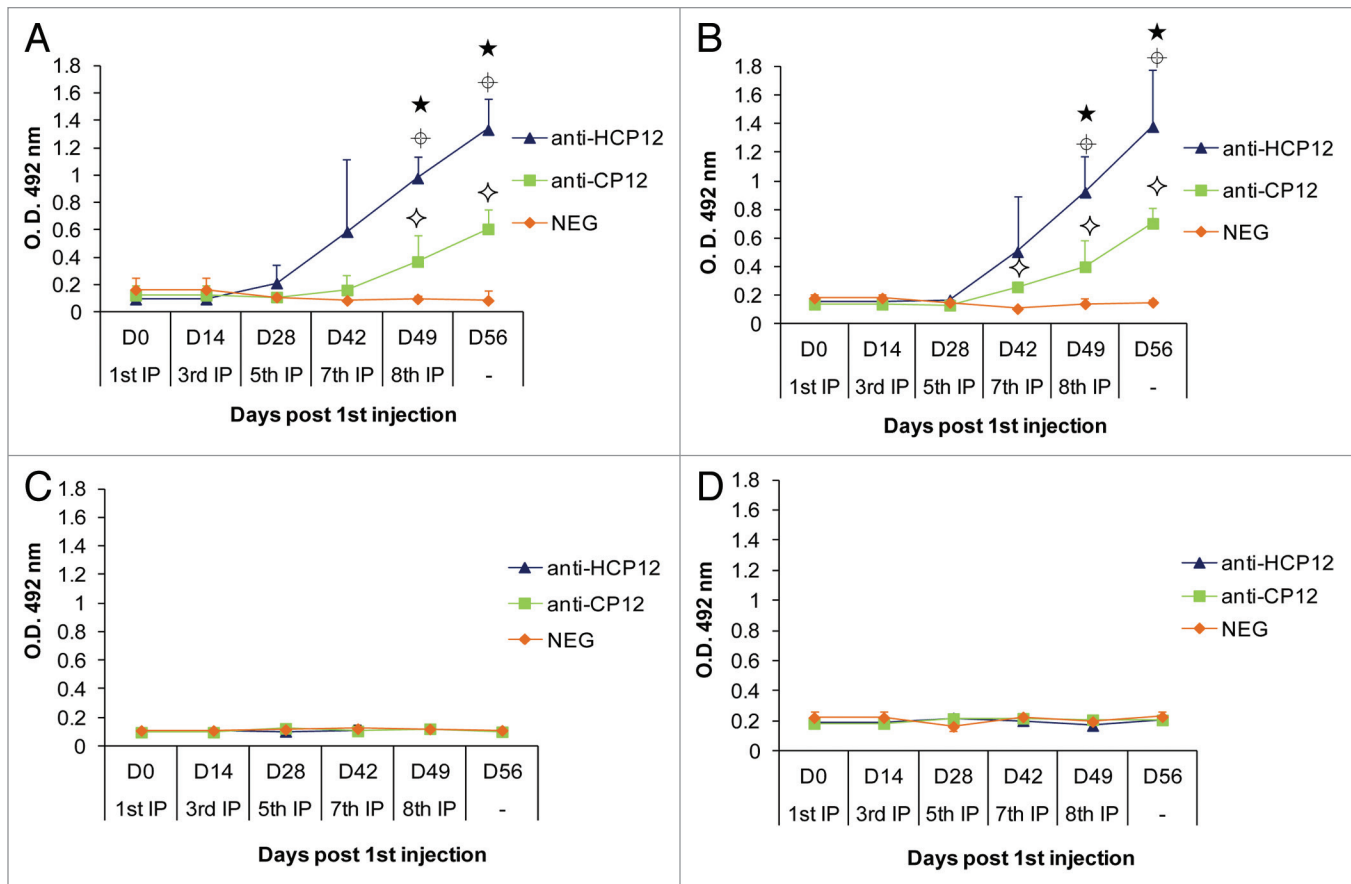 A
1.8
1.6
1.4
1.2
1
0.8
0.6
0.4
0.2
0
O. D. 492 nm
anti-HCP12
anti-CP12
NEG
D0 D14 D28 D42 D49 D56
1st IP 3rd IP 5th IP 7th IP 8th IP -
Days post 1st injection
B
1.8
1.6
1.4
1.2
1
0.8
0.6
0.4
0.2
0
O. D. 492 nm
anti-HCP12
anti-CP12
NEG
D0 D14 D28 D42 D49 D56
1st IP 3rd IP 5th IP 7th IP 8th IP -
Days post 1st injection
C
1.8
1.6
1.4
1.2
1
0.8
0.6
0.4
0.2
0
O.D. 492 nm
anti-HCP12
anti-CP12
NEG
D0 D14 D28 D42 D49 D56
1st IP 3rd IP 5th IP 7th IP 8th IP -
Days post 1st injection
D
1.8
1.6
1.4
1.2
1
0.8
0.6
0.4
0.2
0
O.D. 492 nm
anti-HCP12
anti-CP12
NEG
D0 D14 D28 D42 D49 D56
1st IP 3rd IP 5th IP 7th IP 8th IP -
Days post 1st injection